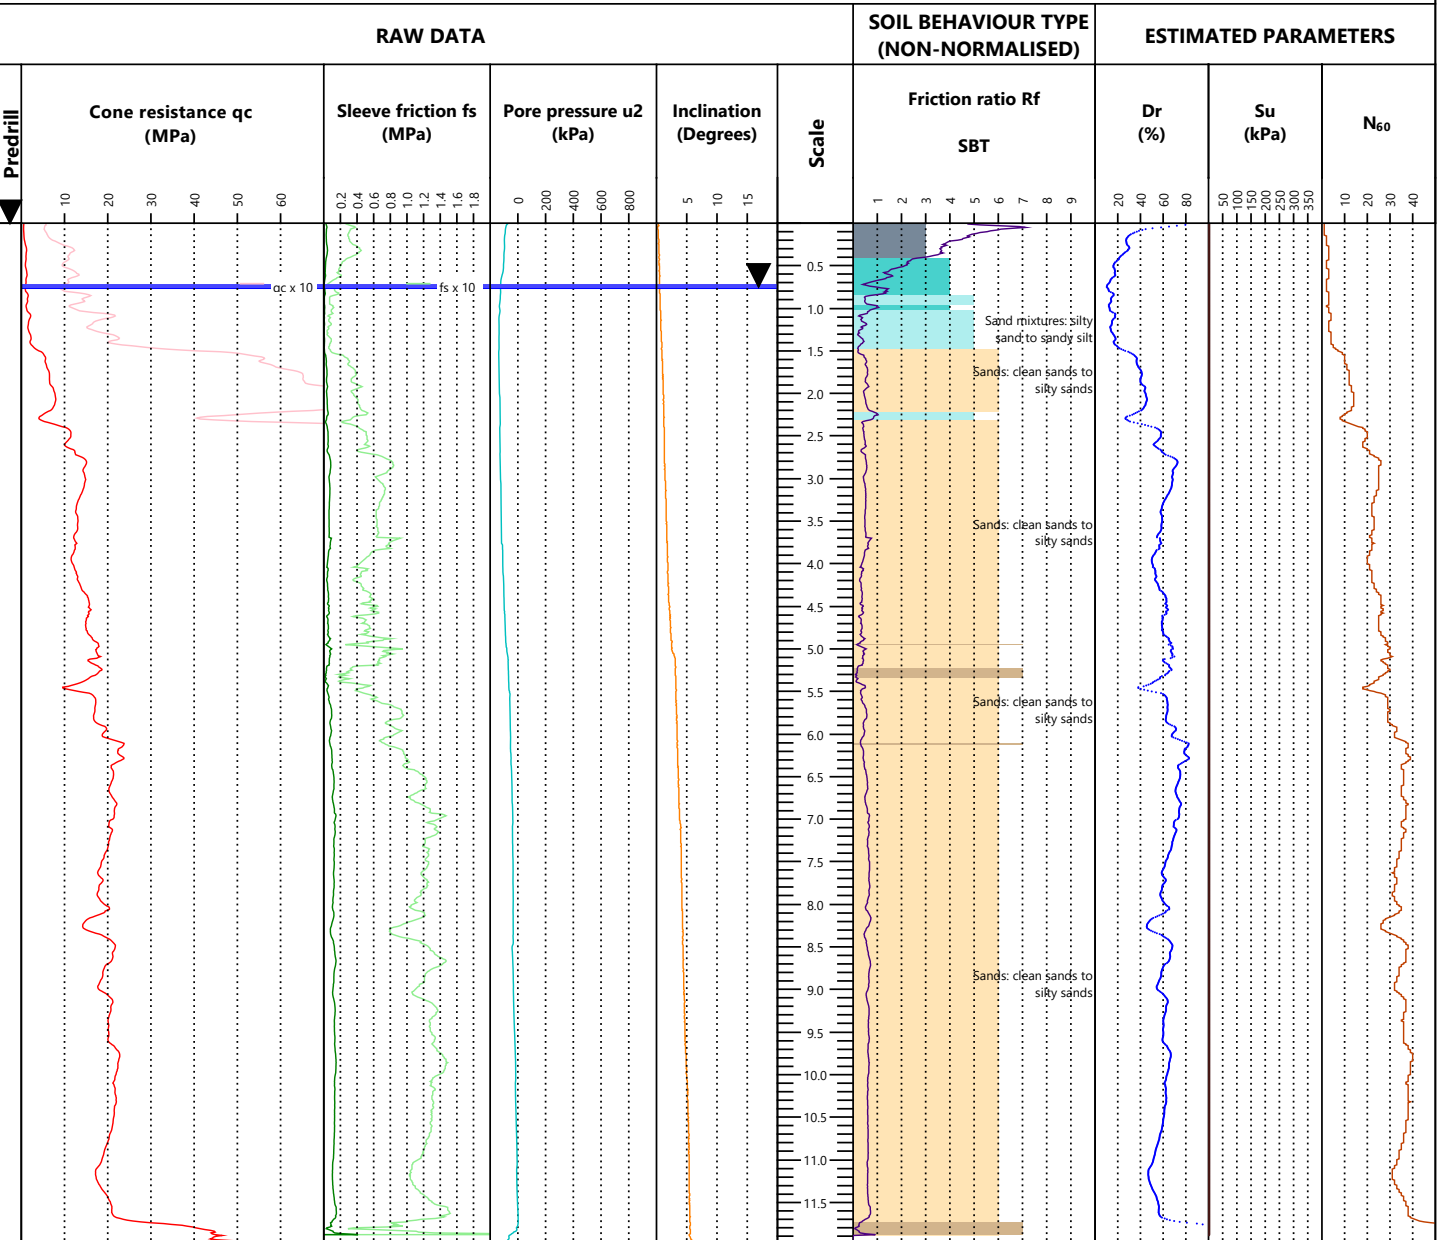 RAW DATA
SOIL BEHAVIOUR TYPE
(NON-NORMALISED)
ESTIMATED PARAMETERS
Predrill
Cone resistance qc
(MPa)
Sleeve friction fs
(MPa)
Pore pressure u2
(kPa)
Inclination
(Degrees)
Scale
Friction ratio Rf
SBT
Dr
(%)
Su
(kPa)
N60
10 20 30 40 50 60
0.2 0.4 0.6 0.8 1.0 1.2 1.4 1.6 1.8
0 200 400 600 800
5 10 15
1 2 3 4 5 6 7 8 9
20 40 60 80
50 100 150 200 250 300 350
10 20 30 40
0.5
qc x 10
fs x 10
1.0
Sand mixtures: silty
sand to sandy silt
1.5
Sands: clean sands to
silty sands
2.0
2.5
3.0
3.5
Sands: clean sands to
silty sands
4.0
4.5
5.0
5.5
Sands: clean sands to
silty sands
6.0
6.5
7.0
7.5
8.0
8.5
Sands: clean sands to
silty sands
9.0
9.5
10.0
10.5
11.0
11.5